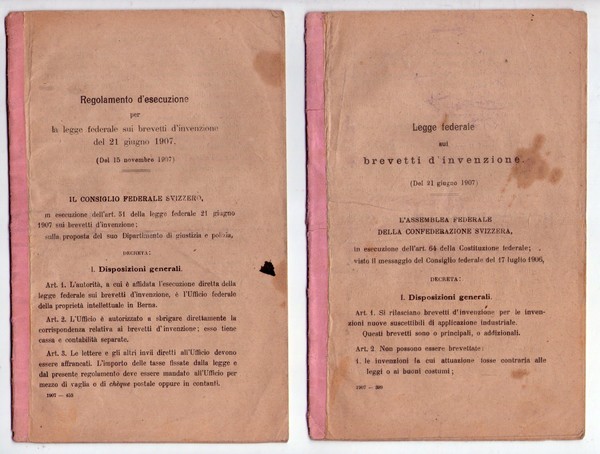 Regolamento d'esecuzione
per
la legge federale sui brevetti d'invenzione
del 21 giugno 1907.
(Del 15 novembre 1907)
IL CONSIGLIO FEDERALE SVIZZERO,
in esecuzione dell'art. 51 della legge federale 21 giugno
1907 sui brevetti d'invenzione;
sulla proposta del suo Dipartimento di giustizia e polizia,
DECRETA:
I. Disposizioni generali.
Art. 1. L'autorità, a cui è affidata l'esecuzione diretta della
legge federale sui brevetti d'invenzione, è l'Ufficio federale
della proprietà intellettuale in Berna.
Art. 2. L'Ufficio è autorizzato a sbrigare direttamente la
corrispondenza relativa ai brevetti d'invenzione; esso tiene
cassa e contabilità separate.
Art. 3. Le lettere e gli altri invii diretti all'Ufficio devono
essere affrancati. L'importo delle tasse fissate dalla legge e
dal presente regolamento deve essere mandato all'Ufficio per
mezzo di vaglia o di chèque postale oppure in contanti.
1907 —
Legge federale
sui
brevetti d'invenzione.
(Del 21 giugno 1907)
L'ASSEMBLEA FEDERALE
DELLA CONFEDERAZIONE SVIZZERA,
in esecuzione dell'art. 64 della Costituzione federale;
visto il messaggio del Consiglio federale del 17 luglio 1906,
DECRETA:
I. Disposizioni generali.
Art. 1. Si rilasciano brevetti d'invenzione per le inven-
zioni nuove suscettibili di applicazione industriale.
Questi brevetti sono o principali, o addizionali.
Art. 2. Non possono essere brevettate:
1. le invenzioni la cui attuazione fosse contraria alle
leggi o ai buoni costumi;
1907 —